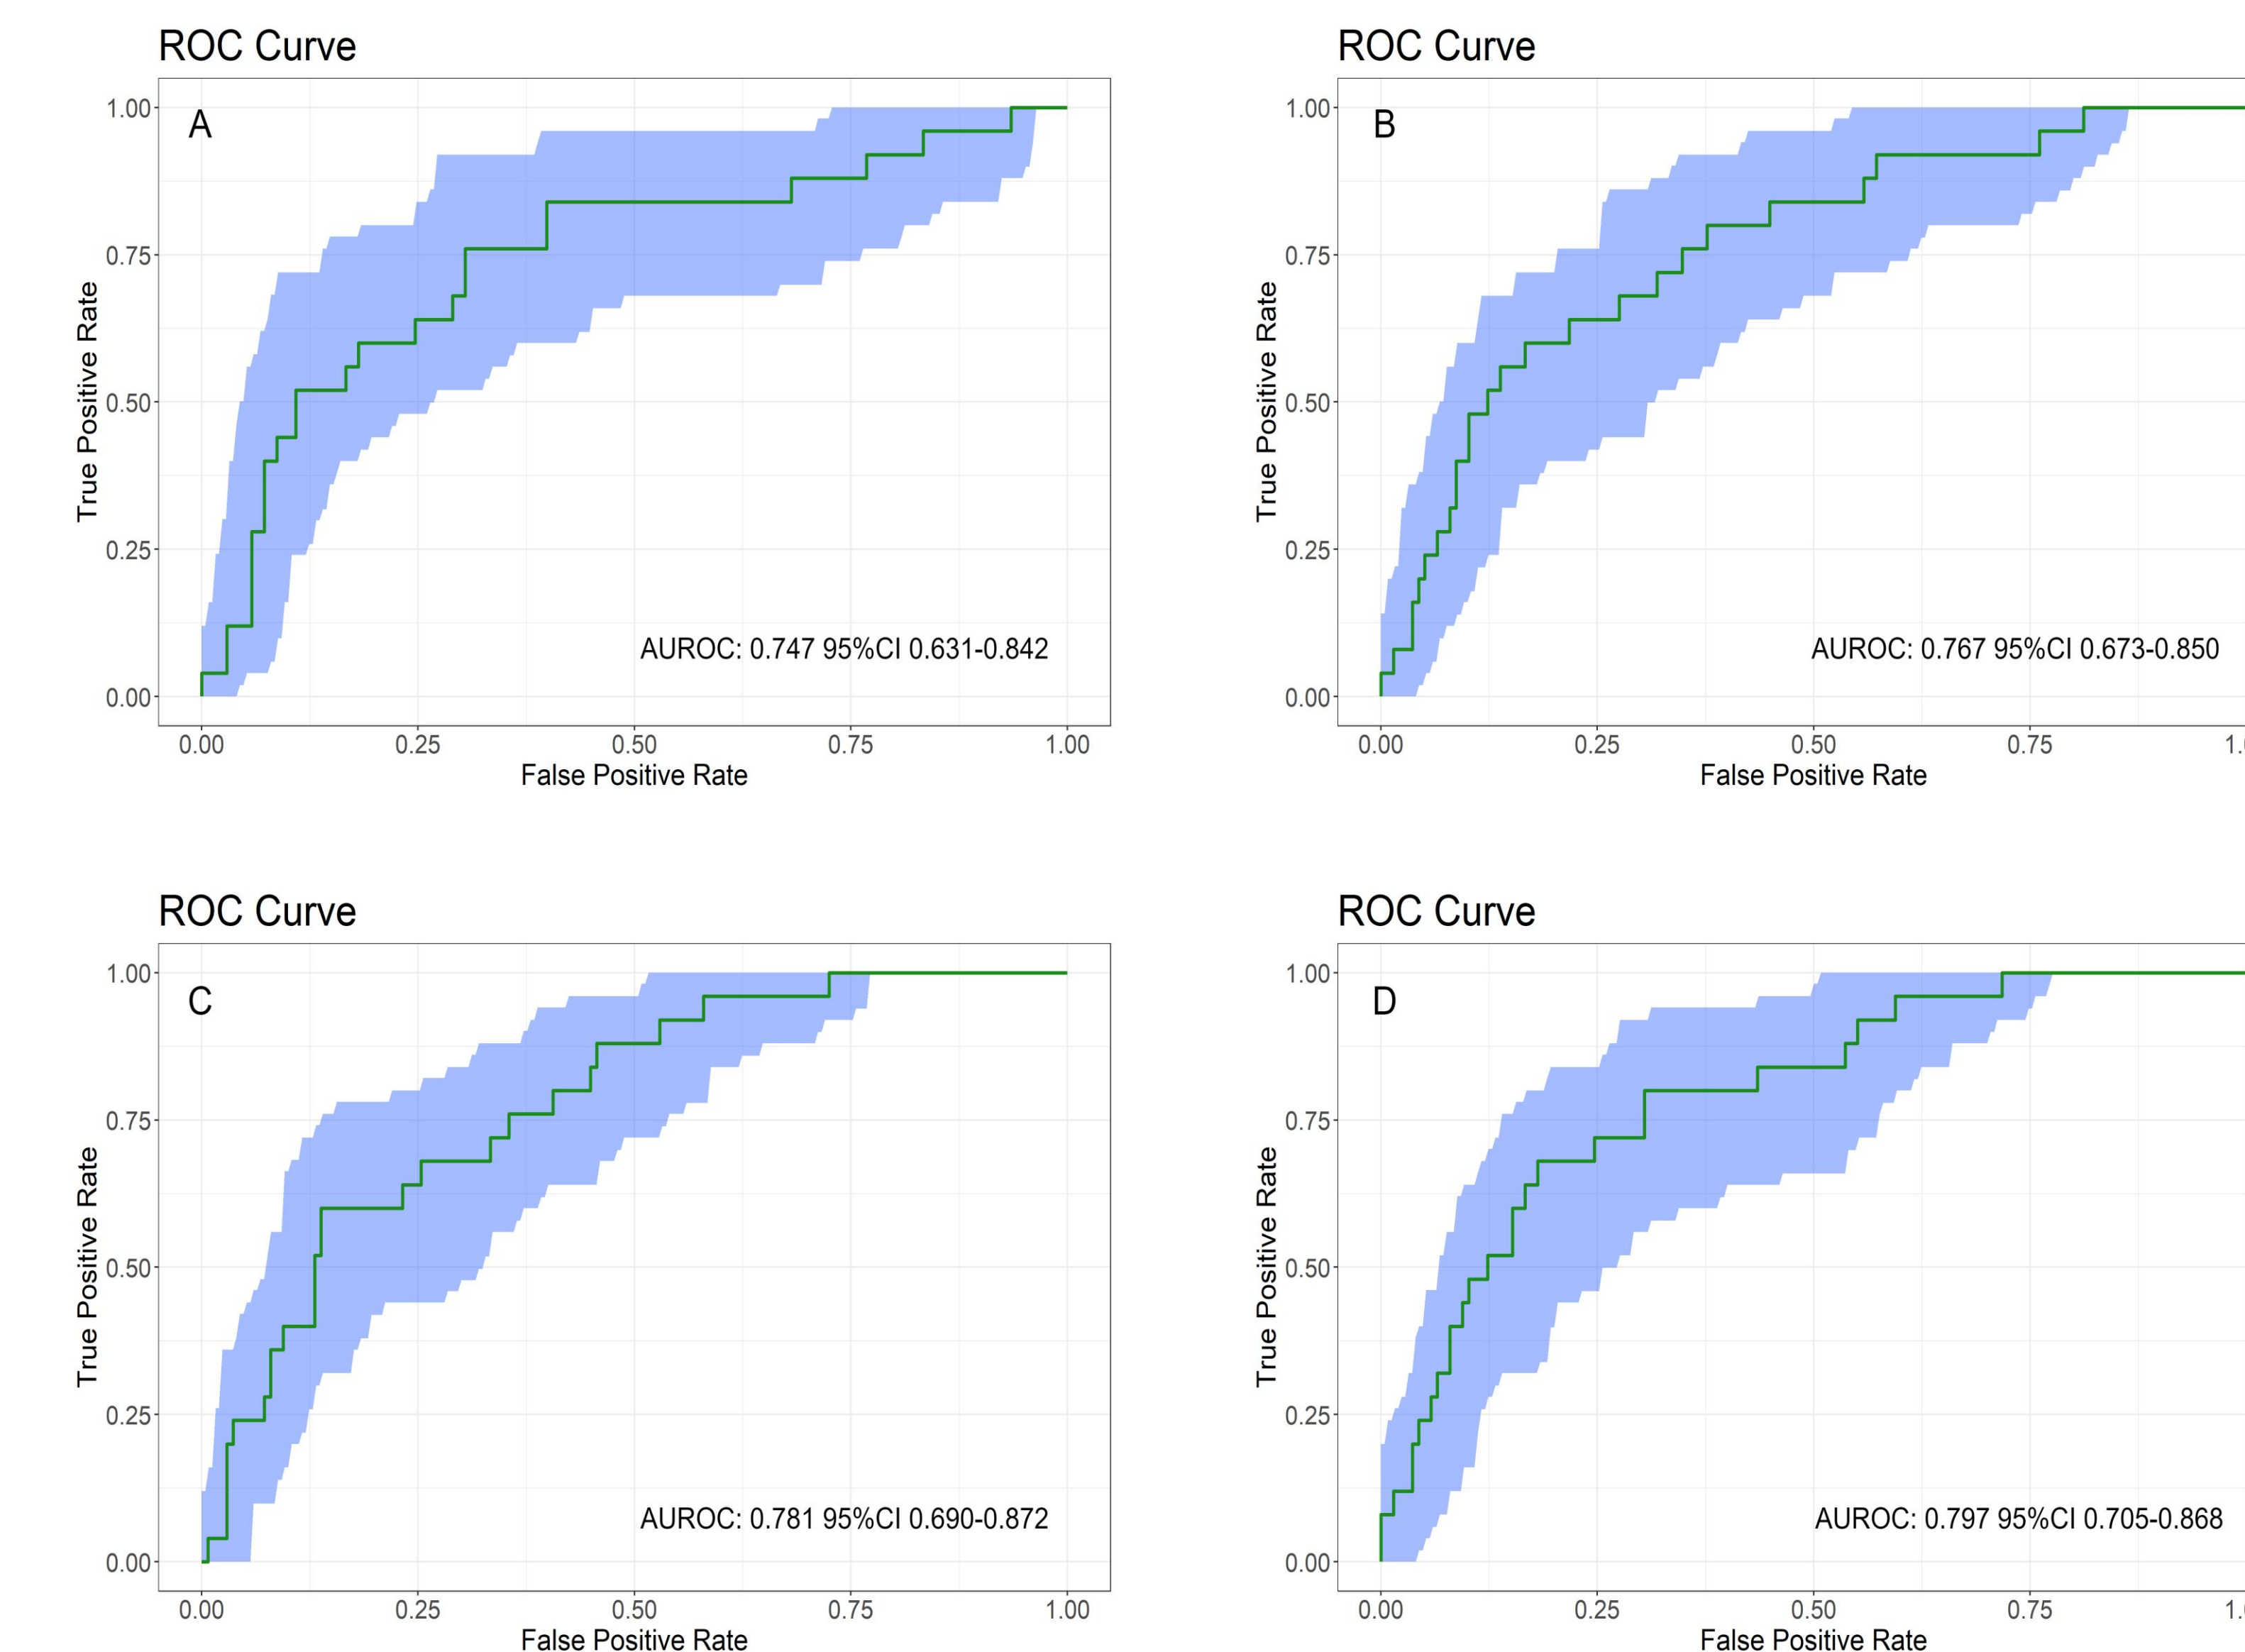 ROC Curve
A
1.00
0.75
0.50
0.25
0.00
True Positive Rate
AUROC: 0.747 95%CI 0.631-0.842
0.00 0.25 0.50 0.75 1.00
False Positive Rate
ROC Curve
B
1.00
0.75
0.50
0.25
0.00
True Positive Rate
AUROC: 0.767 95%CI 0.673-0.850
0.00 0.25 0.50 0.75
False Positive Rate
ROC Curve
C
1.00
0.75
0.50
0.25
0.00
True Positive Rate
AUROC: 0.781 95%CI 0.690-0.872
0.00 0.25 0.50 0.75 1.00
False Positive Rate
ROC Curve
D
1.00
0.75
0.50
0.25
0.00
True Positive Rate
AUROC: 0.797 95%CI 0.705-0.868
0.00 0.25 0.50 0.75
False Positive Rate